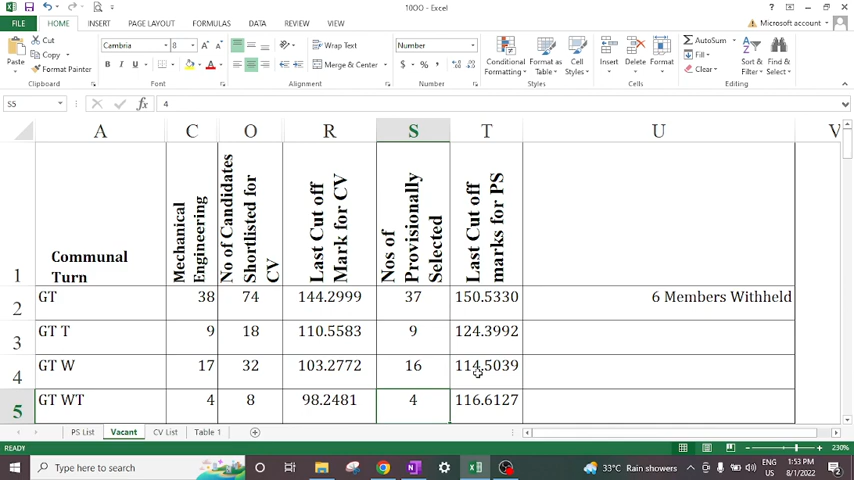 10OO - Excel
FILE HOME INSERT PAGE LAYOUT FORMULAS DATA REVIEW VIEW Microsoft account
Cut Cambria 8 Wrap Text Number AutoSum
Copy Fill
Paste Format Painter B I U Merge & Center $ % Conditional Formatting Format as Table Cell Styles Insert Delete Format Clear Sort & Filter Find & Select
Clipboard Font Alignment Number Styles Cells Editing
S5 fx 4
A C O R S T U V
1 Communal Turn Mechanical Engineering No of Candidates Shortlisted for CV Last Cut off Mark for CV Nos of Provisionally Selected Last Cut off marks for PS
2 GT 38 74 144.2999 37 150.5330 6 Members Withheld
3 GT T 9 18 110.5583 9 124.3992
4 GT W 17 32 103.2772 16 114.5039
5 GT WT 4 8 98.2481 4 116.6127
PS List Vacant CV List Table 1
READY 230%
Type here to search 33°C Rain showers ENG US 1:53 PM 8/1/2022 2